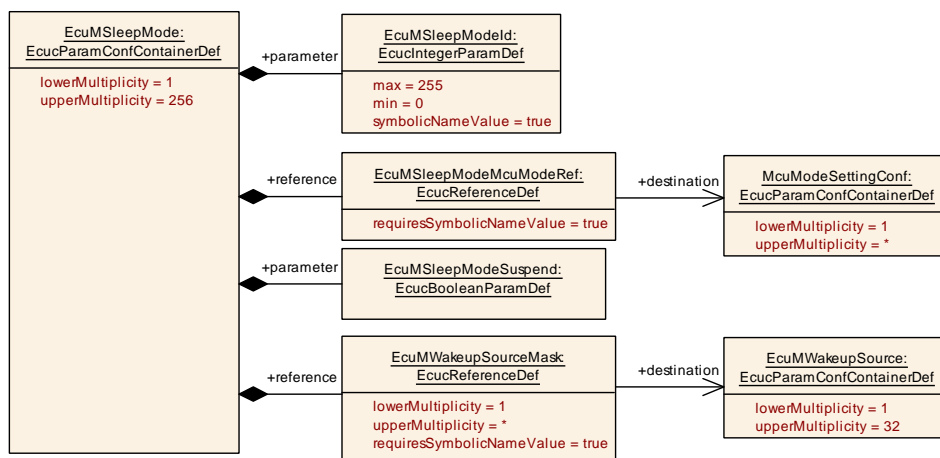 EcuMSleepMode:
EcucParamConfContainerDef
lowerMultiplicity = 1
upperMultiplicity = 256
+parameter
EcuMSleepModeId:
EcucIntegerParamDef
max = 255
min = 0
symbolicNameValue = true
+reference
EcuMSleepModeMcuModeRef:
EcucReferenceDef
requiresSymbolicNameValue = true
+destination
McuModeSettingConf:
EcucParamConfContainerDef
lowerMultiplicity = 1
upperMultiplicity = *
+parameter
EcuMSleepModeSuspend:
EcucBooleanParamDef
+reference
EcuMWakeupSourceMask:
EcucReferenceDef
lowerMultiplicity = 1
upperMultiplicity = *
requiresSymbolicNameValue = true
+destination
EcuMWakeupSource:
EcucParamConfContainerDef
lowerMultiplicity = 1
upperMultiplicity = 32